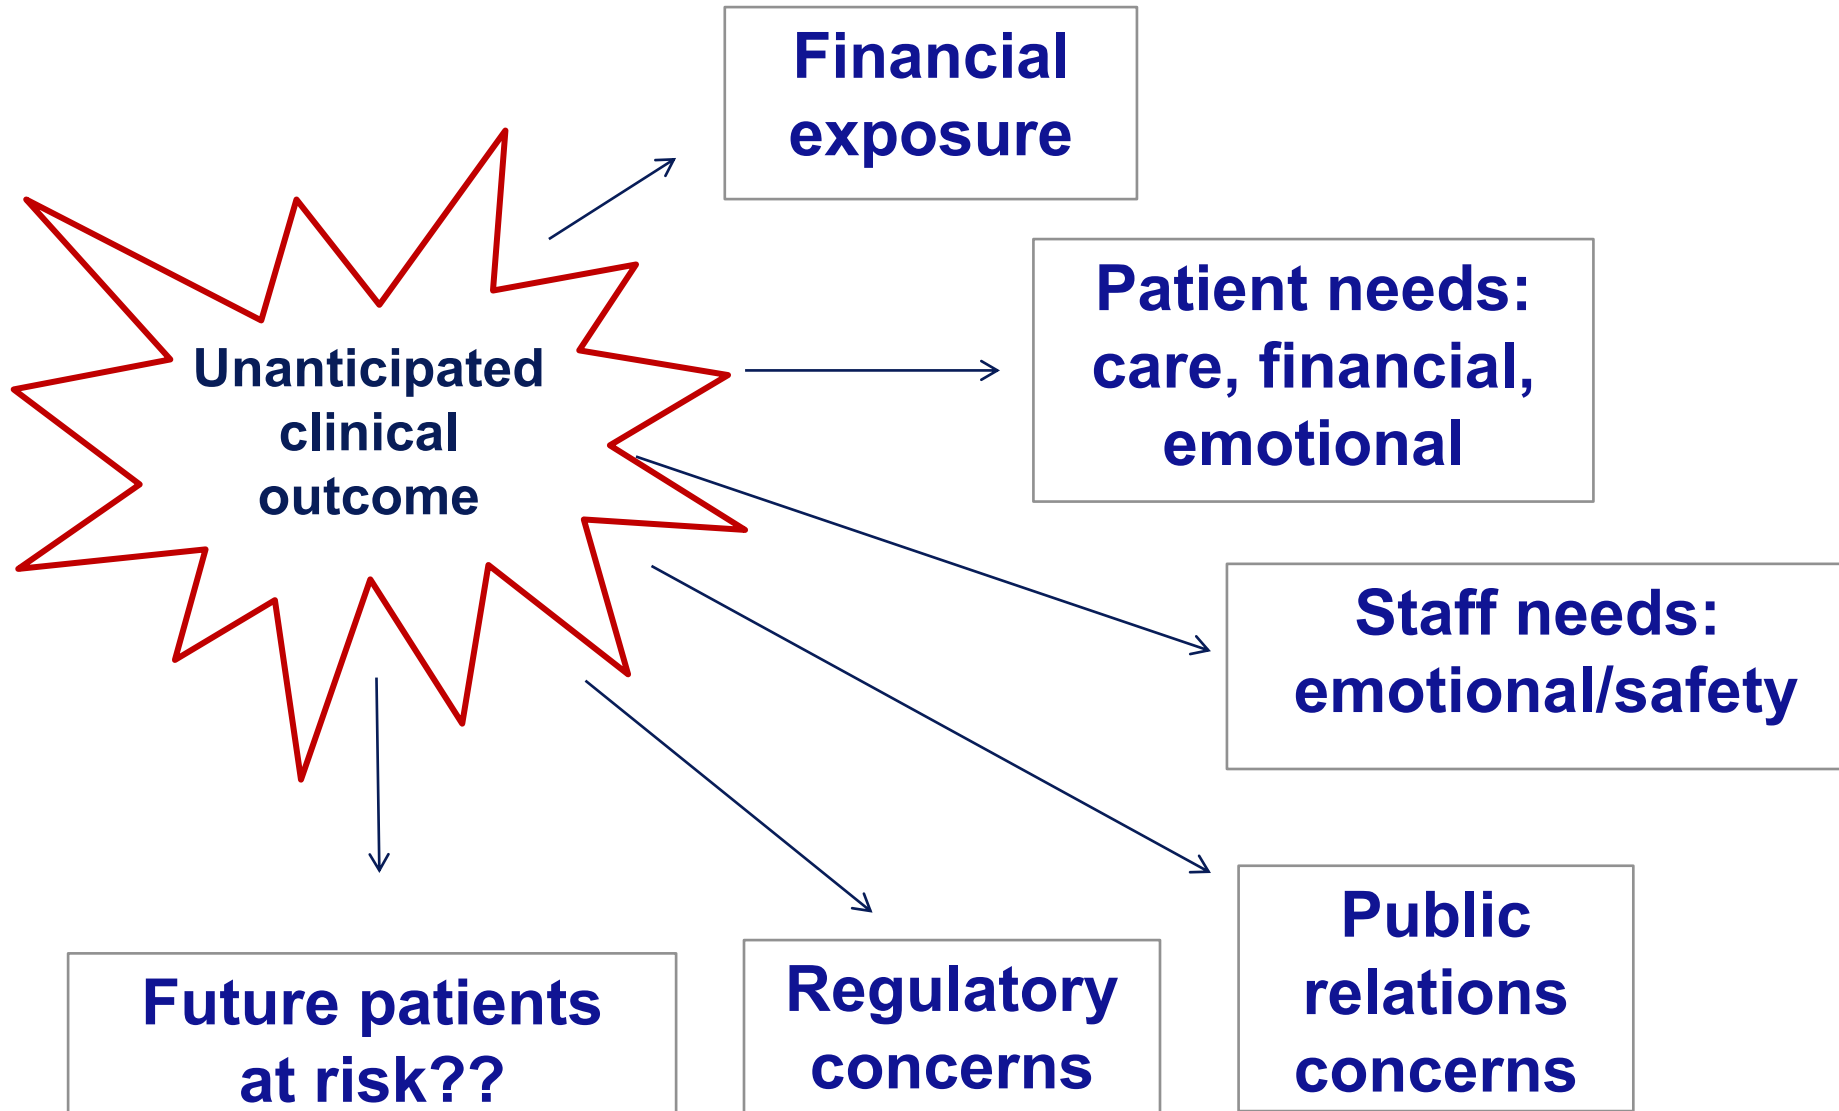 Financial
exposure
Unanticipated
clinical
outcome
Patient needs:
care, financial,
emotional
Staff needs:
emotional/safety
Public
relations
concerns
Regulatory
concerns
Future patients
at risk??